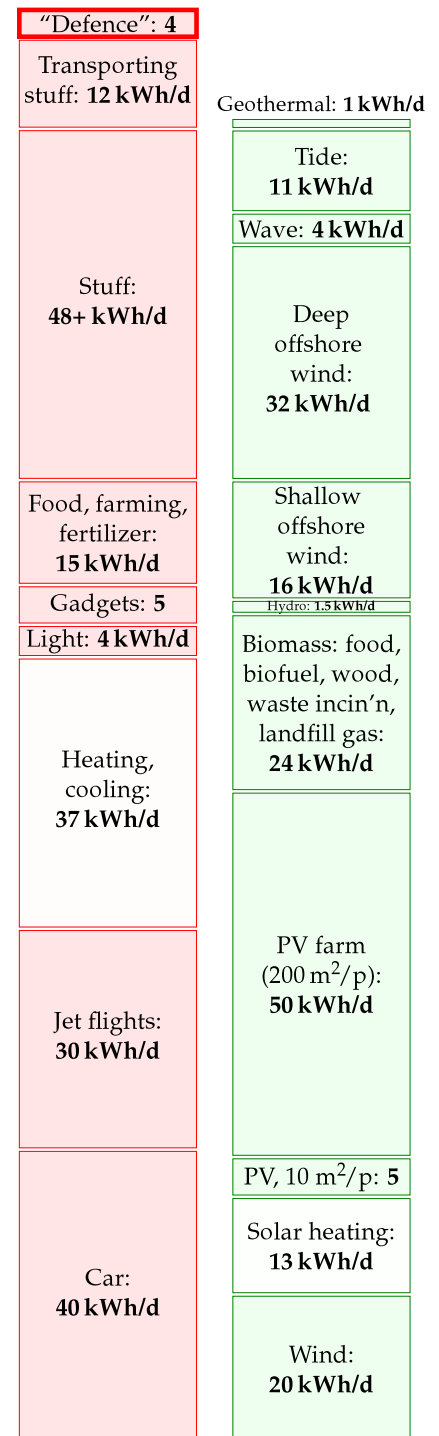 “Defence”: 4
Transporting
stuff: 12 kWh/d
Stuff:
48+ kWh/d
Food, farming,
fertilizer:
15 kWh/d
Gadgets: 5
Light: 4 kWh/d
Heating,
cooling:
37 kWh/d
Jet flights:
30 kWh/d
Car:
40 kWh/d
Geothermal: 1 kWh/d
Tide:
11 kWh/d
Wave: 4 kWh/d
Deep
offshore
wind:
32 kWh/d
Shallow
offshore
wind:
16 kWh/d
Hydro: 1.5 kWh/d
Biomass: food,
biofuel, wood,
waste incin’n,
landfill gas:
24 kWh/d
PV farm
(200 m²/p):
50 kWh/d
PV, 10 m²/p: 5
Solar heating:
13 kWh/d
Wind:
20 kWh/d